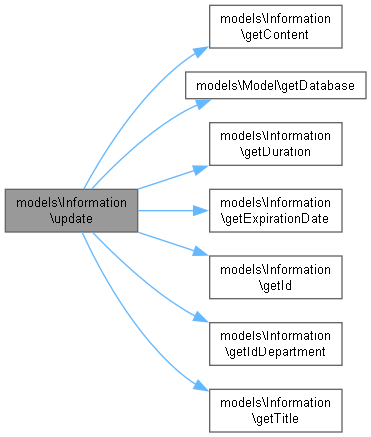 models\Information
\getContent
models\Model\getDatabase
models\Information
\getDuration
models\Information
\update
models\Information
\getExpirationDate
models\Information
\getId
models\Information
\getIdDepartment
models\Information
\getTitle